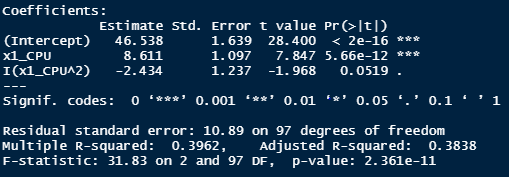 Coefficients:
            Estimate Std. Error t value Pr(>|t|)
(Intercept)   46.538      1.639  28.400  < 2e-16 ***
x1_CPU         8.611      1.097   7.847 5.66e-12 ***
I(x1_CPU^2)   -2.434      1.237  -1.968   0.0519 .
---
Signif. codes:  0 ‘***’ 0.001 ‘**’ 0.01 ‘*’ 0.05 ‘.’ 0.1 ‘ ’ 1
Residual standard error: 10.89 on 97 degrees of freedom
Multiple R-squared:  0.3962,    Adjusted R-squared:  0.3838
F-statistic: 31.83 on 2 and 97 DF,  p-value: 2.361e-11